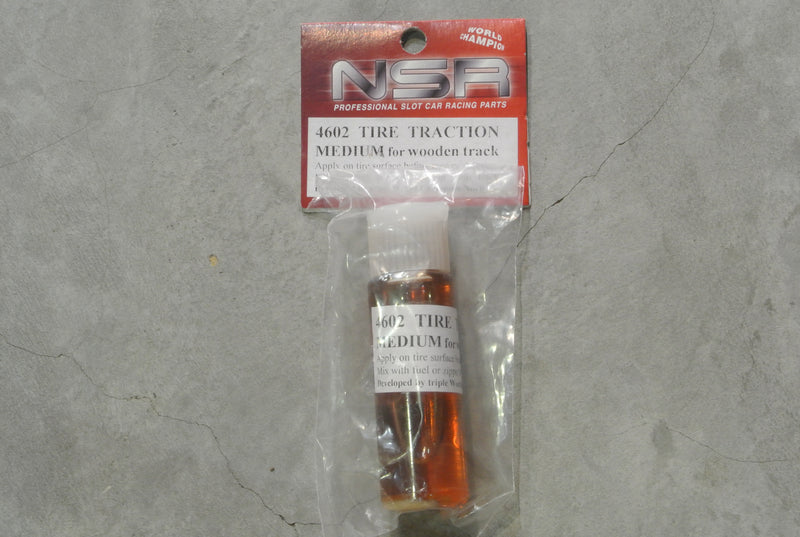 WORLD
CHAMPION
NSR
PROFESSIONAL SLOT CAR RACING PARTS
4602 TIRE TRACTION
MEDIUM for wooden track
Apply on tire surface
4602 TIRE
MEDIUM for
Apply on tire surface
Mix with fuel or zippo
Developed by triple